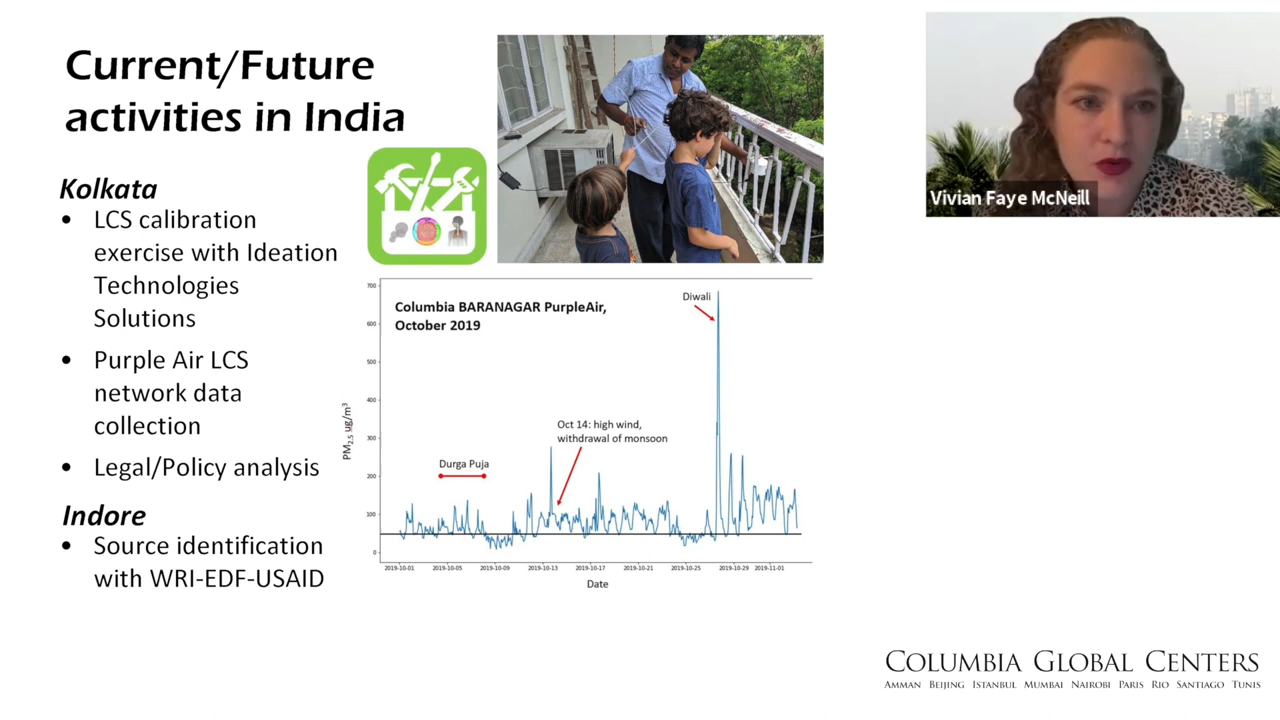 Current/Future
activities in India
Kolkata
• LCS calibration
exercise with Ideation
Technologies
Solutions
• Purple Air LCS
network data
collection
• Legal/Policy analysis
Indore
• Source identification
with WRI-EDF-USAID
Columbia BARANAGAR PurpleAir,
October 2019
Diwali
Oct 14: high wind,
withdrawal of monsoon
Durga Puja
PM2.5 ug/m3
700
600
500
400
300
200
100
0
2019-10-01 2019-10-05 2019-10-09 2019-10-13 2019-10-17 2019-10-21 2019-10-25 2019-10-29 2019-11-01
Date
Vivian Faye McNeill
COLUMBIA GLOBAL CENTERS
AMMAN BEIJING ISTANBUL MUMBAI NAIROBI PARIS RIO SANTIAGO TUNIS